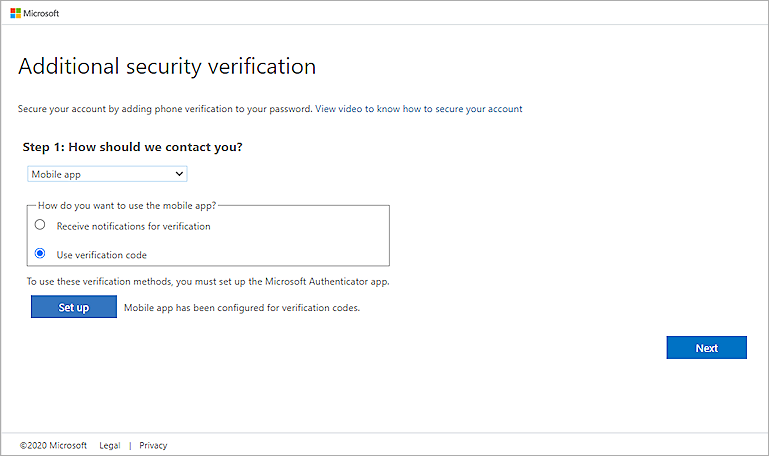 Microsoft
Additional security verification
Secure your account by adding phone verification to your password. View video to know how to secure your account
Step 1: How should we contact you?
Mobile app
How do you want to use the mobile app?
Receive notifications for verification
Use verification code
To use these verification methods, you must set up the Microsoft Authenticator app.
Set up Mobile app has been configured for verification codes.
Next
©2020 Microsoft Legal | Privacy